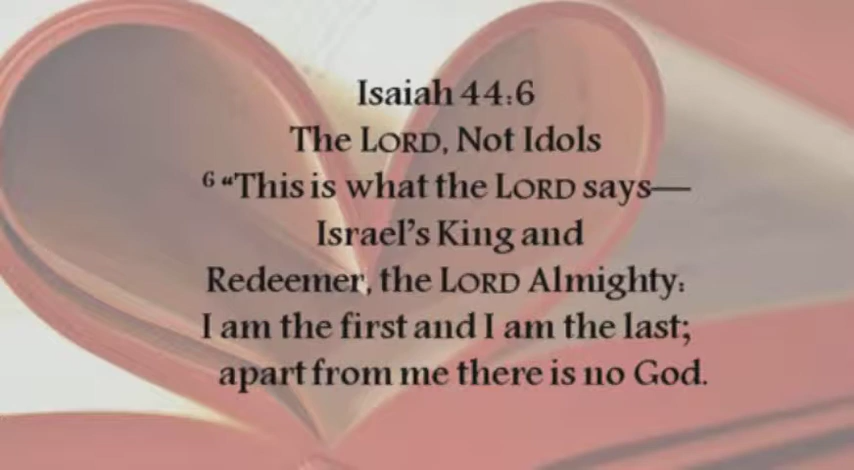 Isaiah 44:6
The LORD, Not Idols
6 “This is what the LORD says—
Israel’s King and
Redeemer, the LORD Almighty:
I am the first and I am the last;
apart from me there is no God.